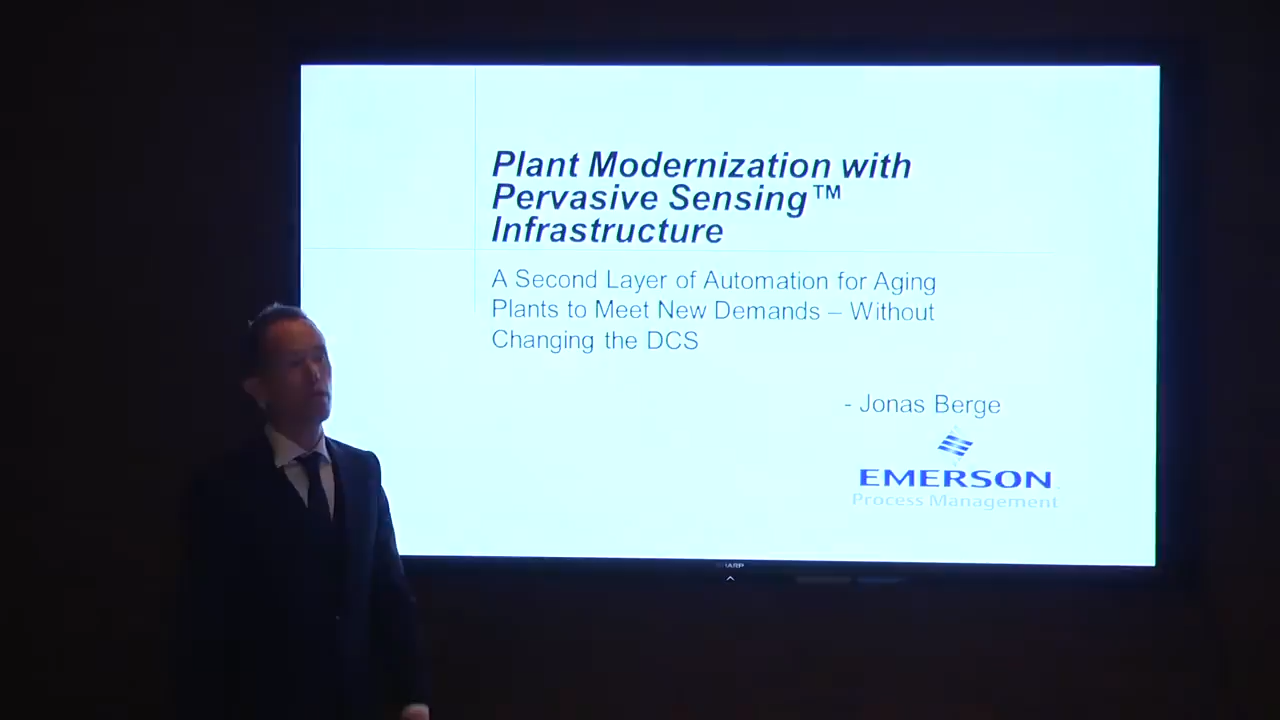 Plant Modernization with
Pervasive Sensing™
Infrastructure
A Second Layer of Automation for Aging
Plants to Meet New Demands – Without
Changing the DCS
- Jonas Berge
EMERSON
Process Management
SHARP